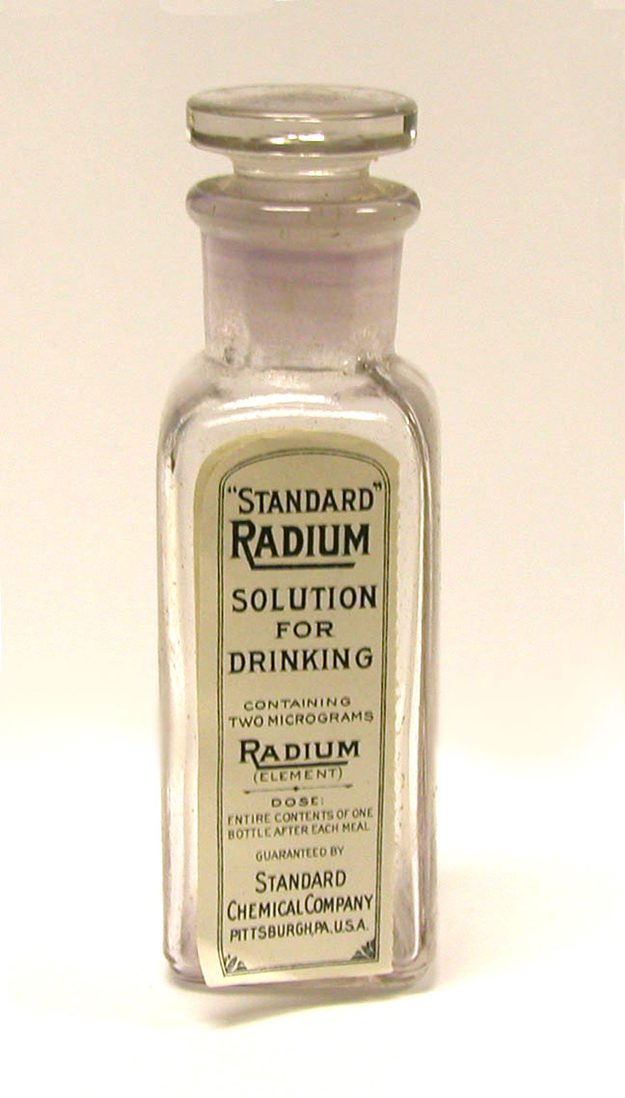 "STANDARD"
RADIUM
SOLUTION
FOR
DRINKING
CONTAINING
TWO MICROGRAMS
RADIUM
(ELEMENT)
DOSE:
ENTIRE CONTENTS OF ONE
BOTTLE AFTER EACH MEAL
GUARANTEED BY
STANDARD
CHEMICAL COMPANY
PITTSBURGH, PA. U.S.A.